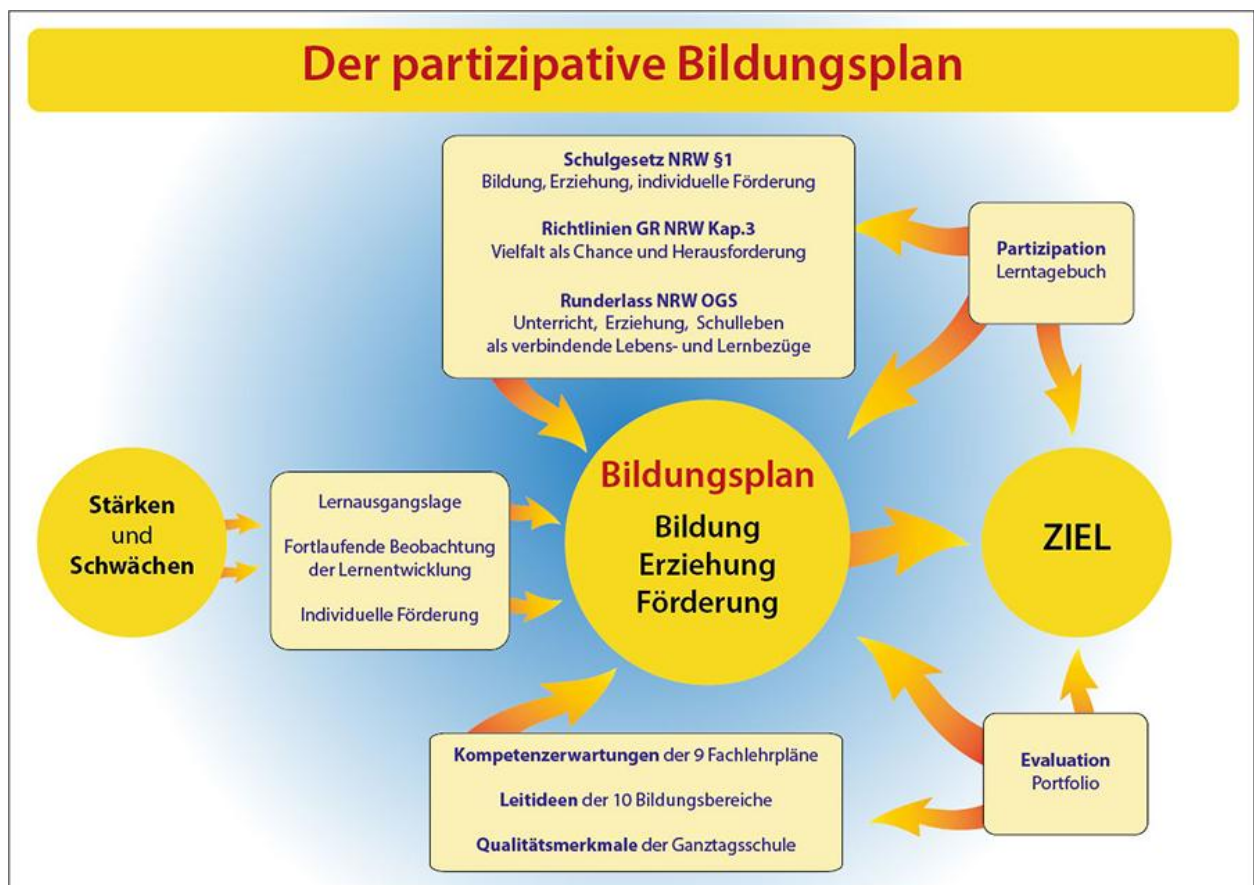 Der partizipative Bildungsplan
Schulgesetz NRW §1
Bildung, Erziehung, individuelle Förderung
Richtlinien GR NRW Kap.3
Vielfalt als Chance und Herausforderung
Runderlass NRW OGS
Unterricht, Erziehung, Schulleben
als verbindende Lebens- und Lernbezüge
Partizipation
Lerntagebuch
Stärken
und
Schwächen
Lernausgangslage
Fortlaufende Beobachtung
der Lernentwicklung
Individuelle Förderung
Bildungsplan
Bildung
Erziehung
Förderung
ZIEL
Kompetenzerwartungen der 9 Fachlehrpläne
Leitideen der 10 Bildungsbereiche
Qualitätsmerkmale der Ganztagsschule
Evaluation
Portfolio